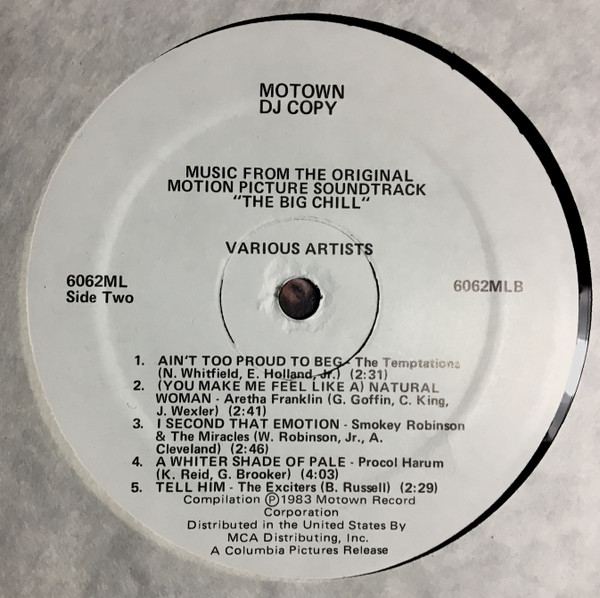 MOTOWN
DJ COPY
MUSIC FROM THE ORIGINAL
MOTION PICTURE SOUNDTRACK
"THE BIG CHILL"
VARIOUS ARTISTS
6062ML
Side Two
6062MLB
1. AIN'T TOO PROUD TO BEG - The Temptations
(N. Whitfield, E. Holland, Jr.) (2:31)
2. (YOU MAKE ME FEEL LIKE A) NATURAL
WOMAN - Aretha Franklin (G. Goffin, C. King,
J. Wexler) (2:41)
3. I SECOND THAT EMOTION - Smokey Robinson
& The Miracles (W. Robinson, Jr., A.
Cleveland) (2:46)
4. A WHITER SHADE OF PALE - Procol Harum
(K. Reid, G. Brooker) (4:03)
5. TELL HIM - The Exciters (B. Russell) (2:29)
Compilation ℗1983 Motown Record
Corporation
Distributed in the United States By
MCA Distributing, Inc.
A Columbia Pictures Release